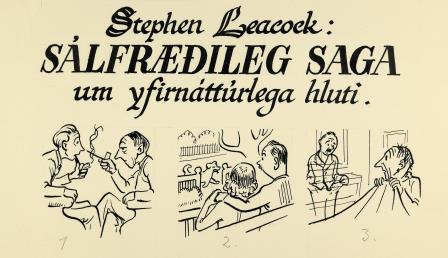 Stephen Leacock:
SÁLFRÆÐILEG SAGA
um yfirnáttúrlega hluti.
1
2.
3.